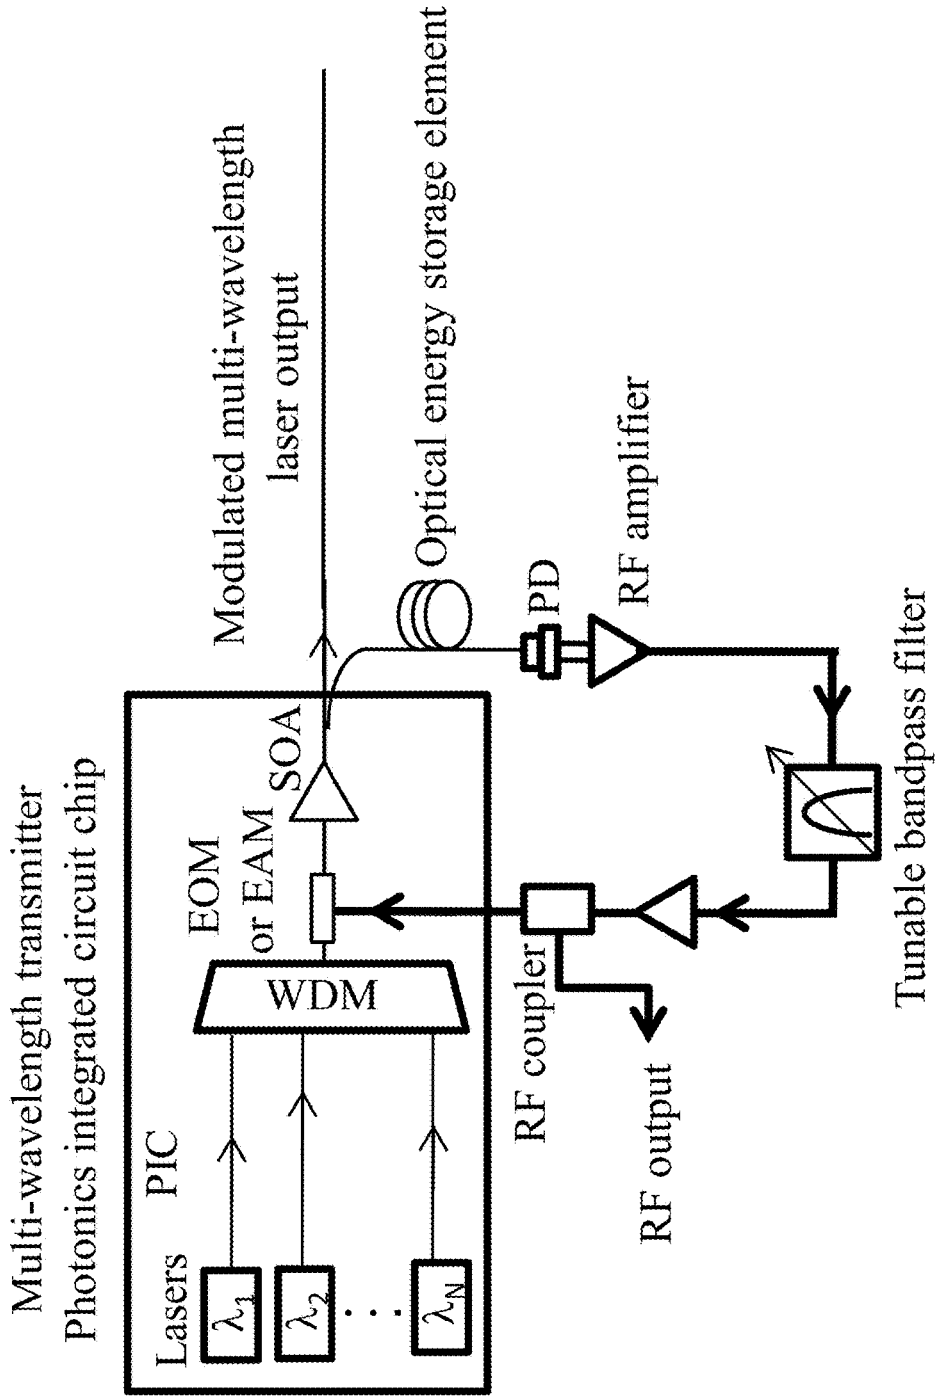 Multi-wavelength transmitter
Photonics integrated circuit chip
Lasers
PIC
λ1
λ2
λN
WDM
EOM
or EAM
SOA
Modulated multi-wavelength
laser output
Optical energy storage element
PD
RF amplifier
Tunable bandpass filter
RF coupler
RF output